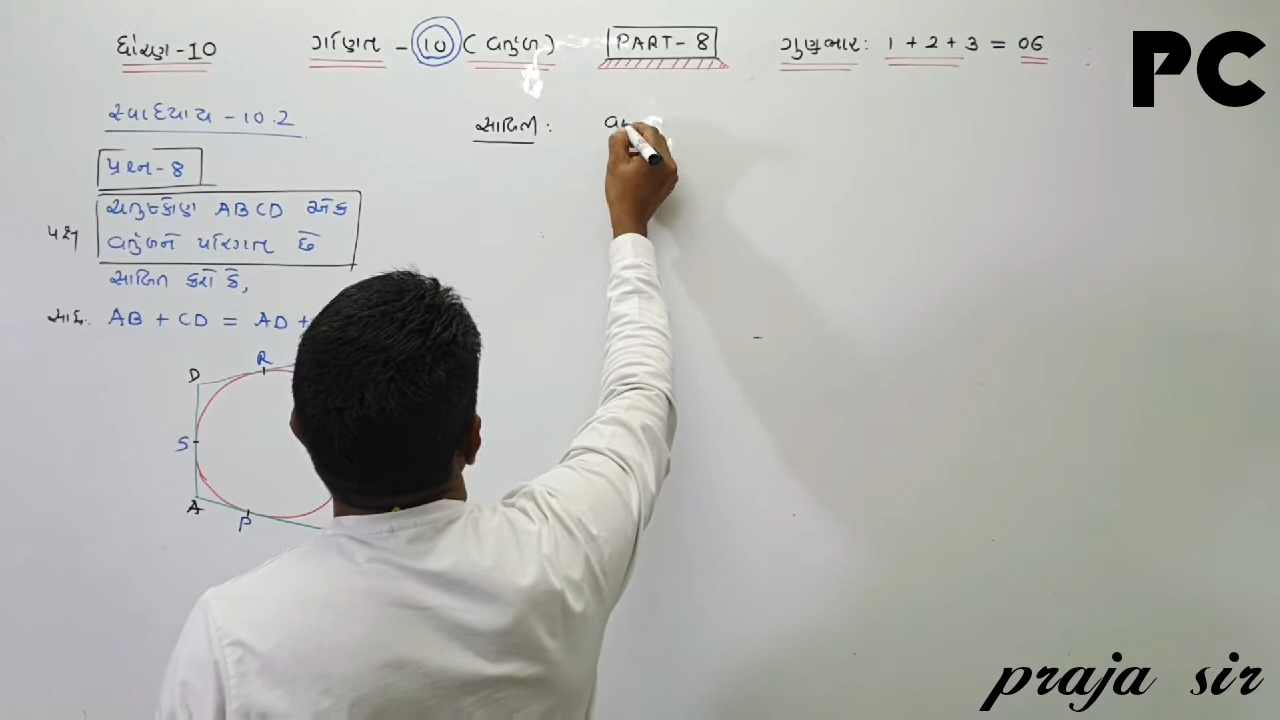 ધોરણ - 10 ગણિત - 10 ( વર્તુળ ) PART - 8 ગુણભાર : 1 + 2 + 3 = 06
PC
સ્વાધ્યાય - 10.2
સાબિતી :
પ્રશ્ન - 8
ચતુષ્કોણ ABCD એક
પક્ષ વર્તુળને પરિગત છે
સાબિત કરો કે,
સાધ્ય : AB + CD = AD +
R
D
S
A
P
praja sir